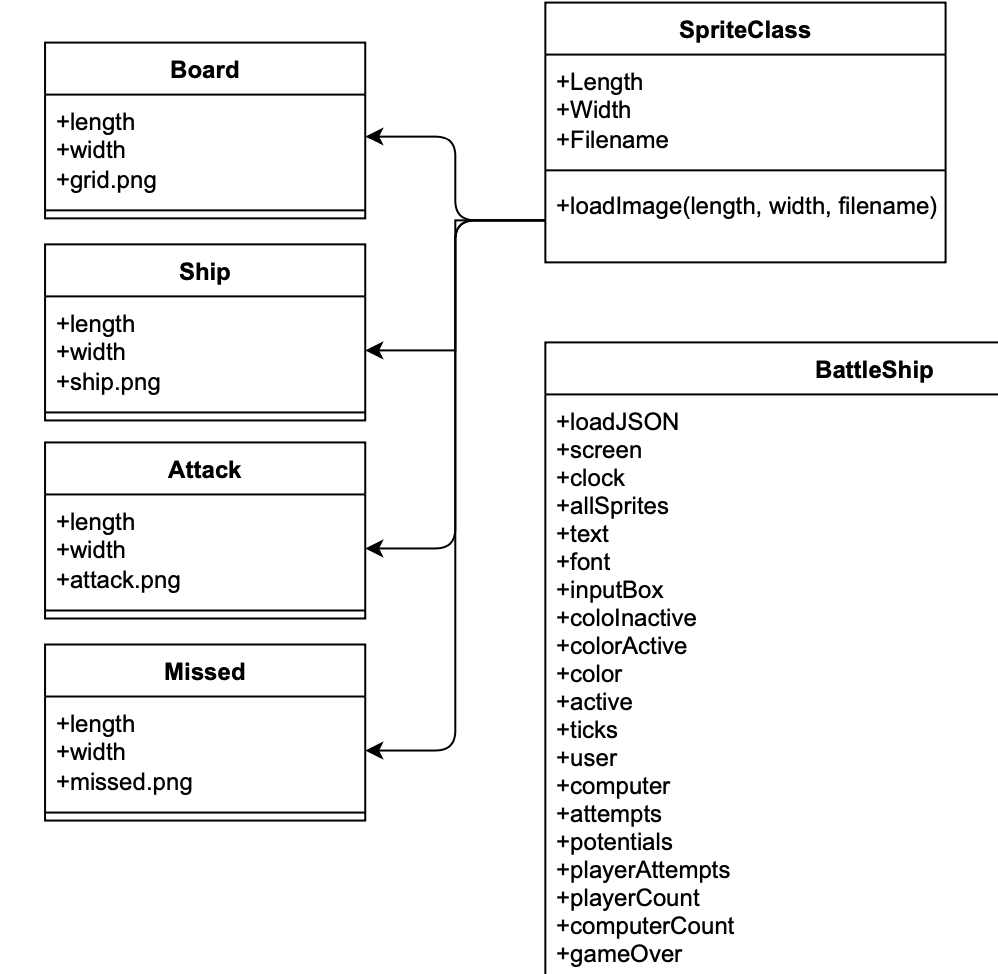 Board
+length
+width
+grid.png
Ship
+length
+width
+ship.png
Attack
+length
+width
+attack.png
Missed
+length
+width
+missed.png
SpriteClass
+Length
+Width
+Filename
+loadImage(length, width, filename)
BattleShip
+loadJSON
+screen
+clock
+allSprites
+text
+font
+inputBox
+coloInactive
+colorActive
+color
+active
+ticks
+user
+computer
+attempts
+potentials
+playerAttempts
+playerCount
+computerCount
+gameOver